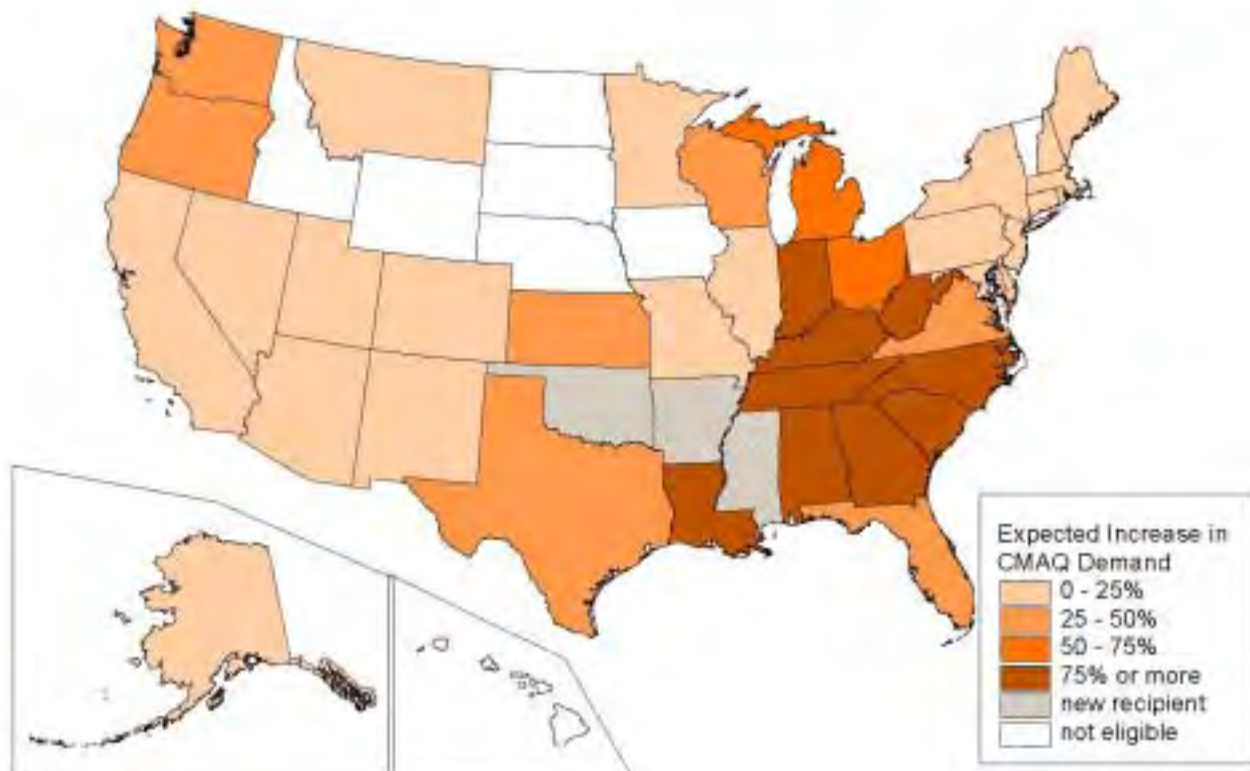 Expected Increase in
CMAQ Demand
0 - 25%
25 - 50%
50 - 75%
75% or more
new recipient
not eligible